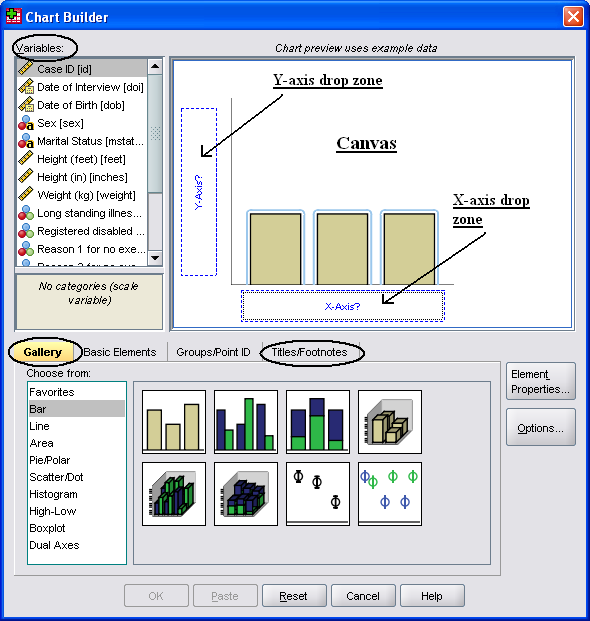 Chart Builder
Variables:
Chart preview uses example data
Case ID [id]
Date of Interview [doi]
Date of Birth [dob]
Sex [sex]
Marital Status [mstat...
Height (feet) [feet]
Height (in) [inches]
Weight (kg) [weight]
Long standing illnes...
Registered disabled ...
Reason 1 for no exe...
No categories (scale
variable)
Y-axis drop zone
Canvas
X-axis drop
zone
Y-Axis?
X-Axis?
Gallery
Basic Elements
Groups/Point ID
Titles/Footnotes
Choose from:
Favorites
Bar
Line
Area
Pie/Polar
Scatter/Dot
Histogram
High-Low
Boxplot
Dual Axes
Element
Properties...
Options...
OK
Paste
Reset
Cancel
Help